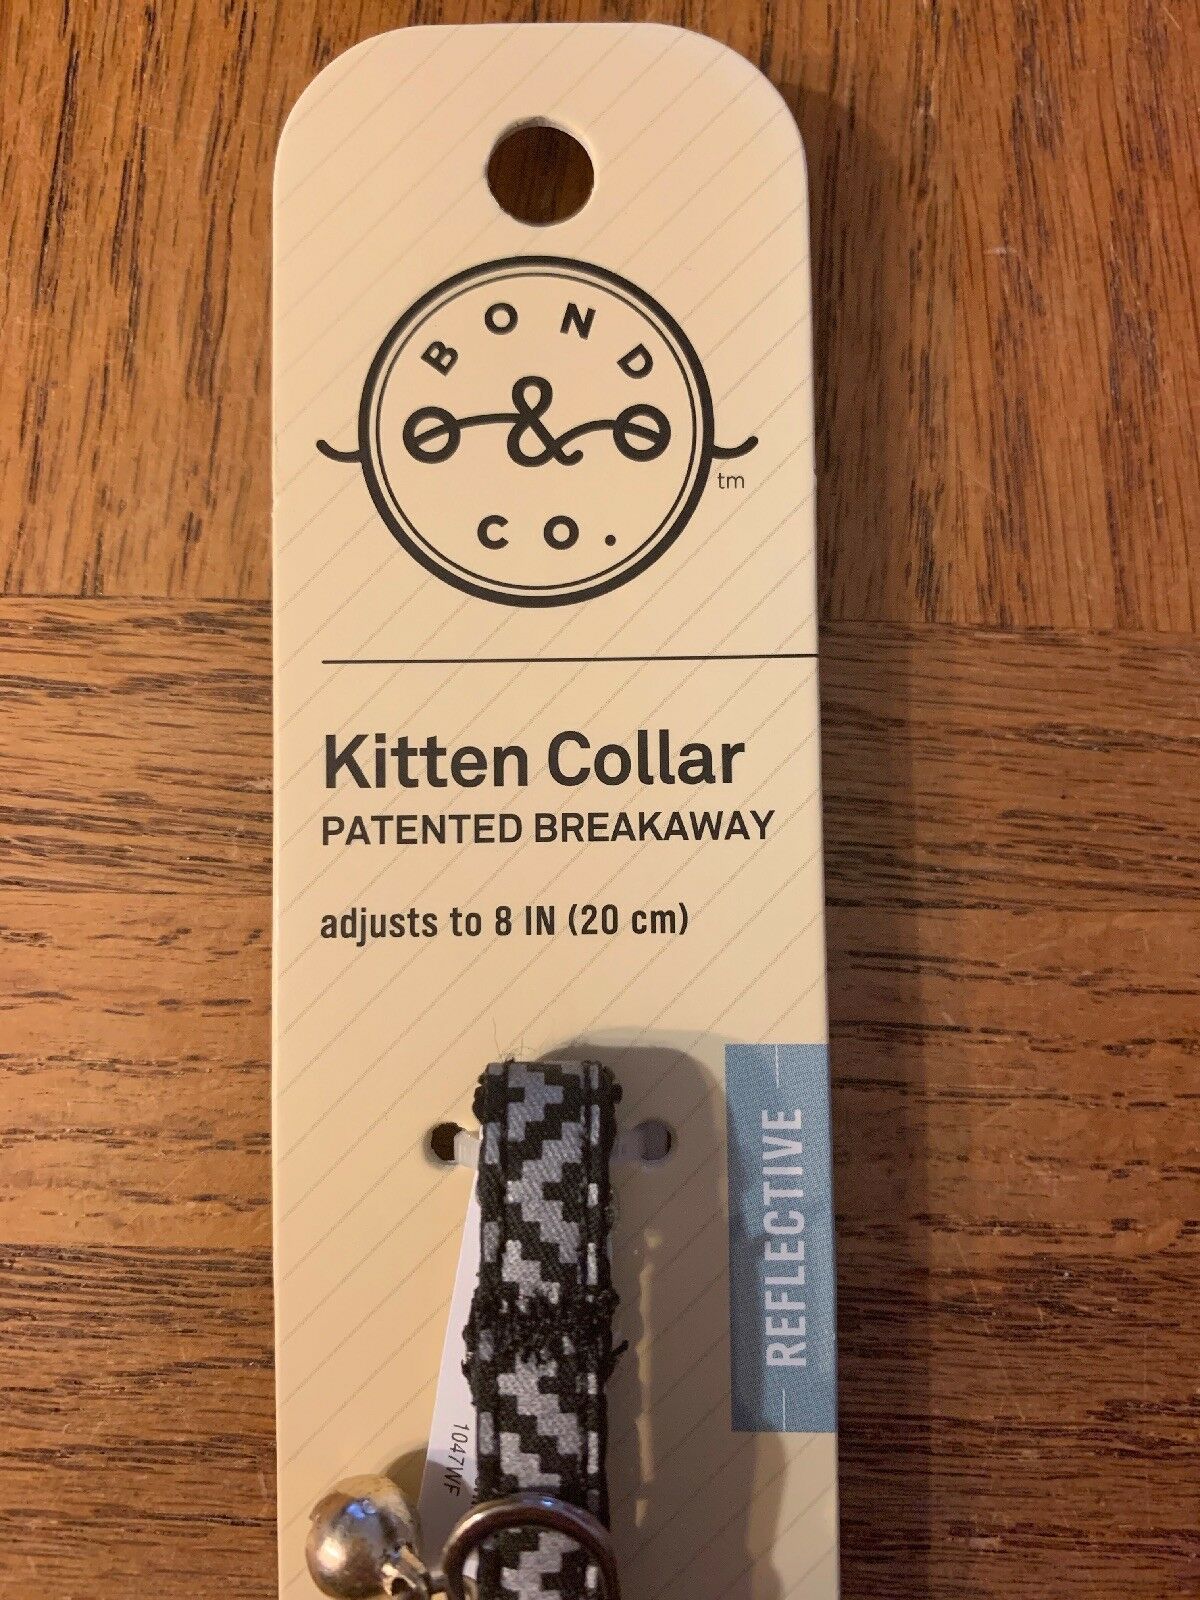 BOND
&
CO.
tm
Kitten Collar
PATENTED BREAKAWAY
adjusts to 8 IN (20 cm)
REFLECTIVE
1047WF